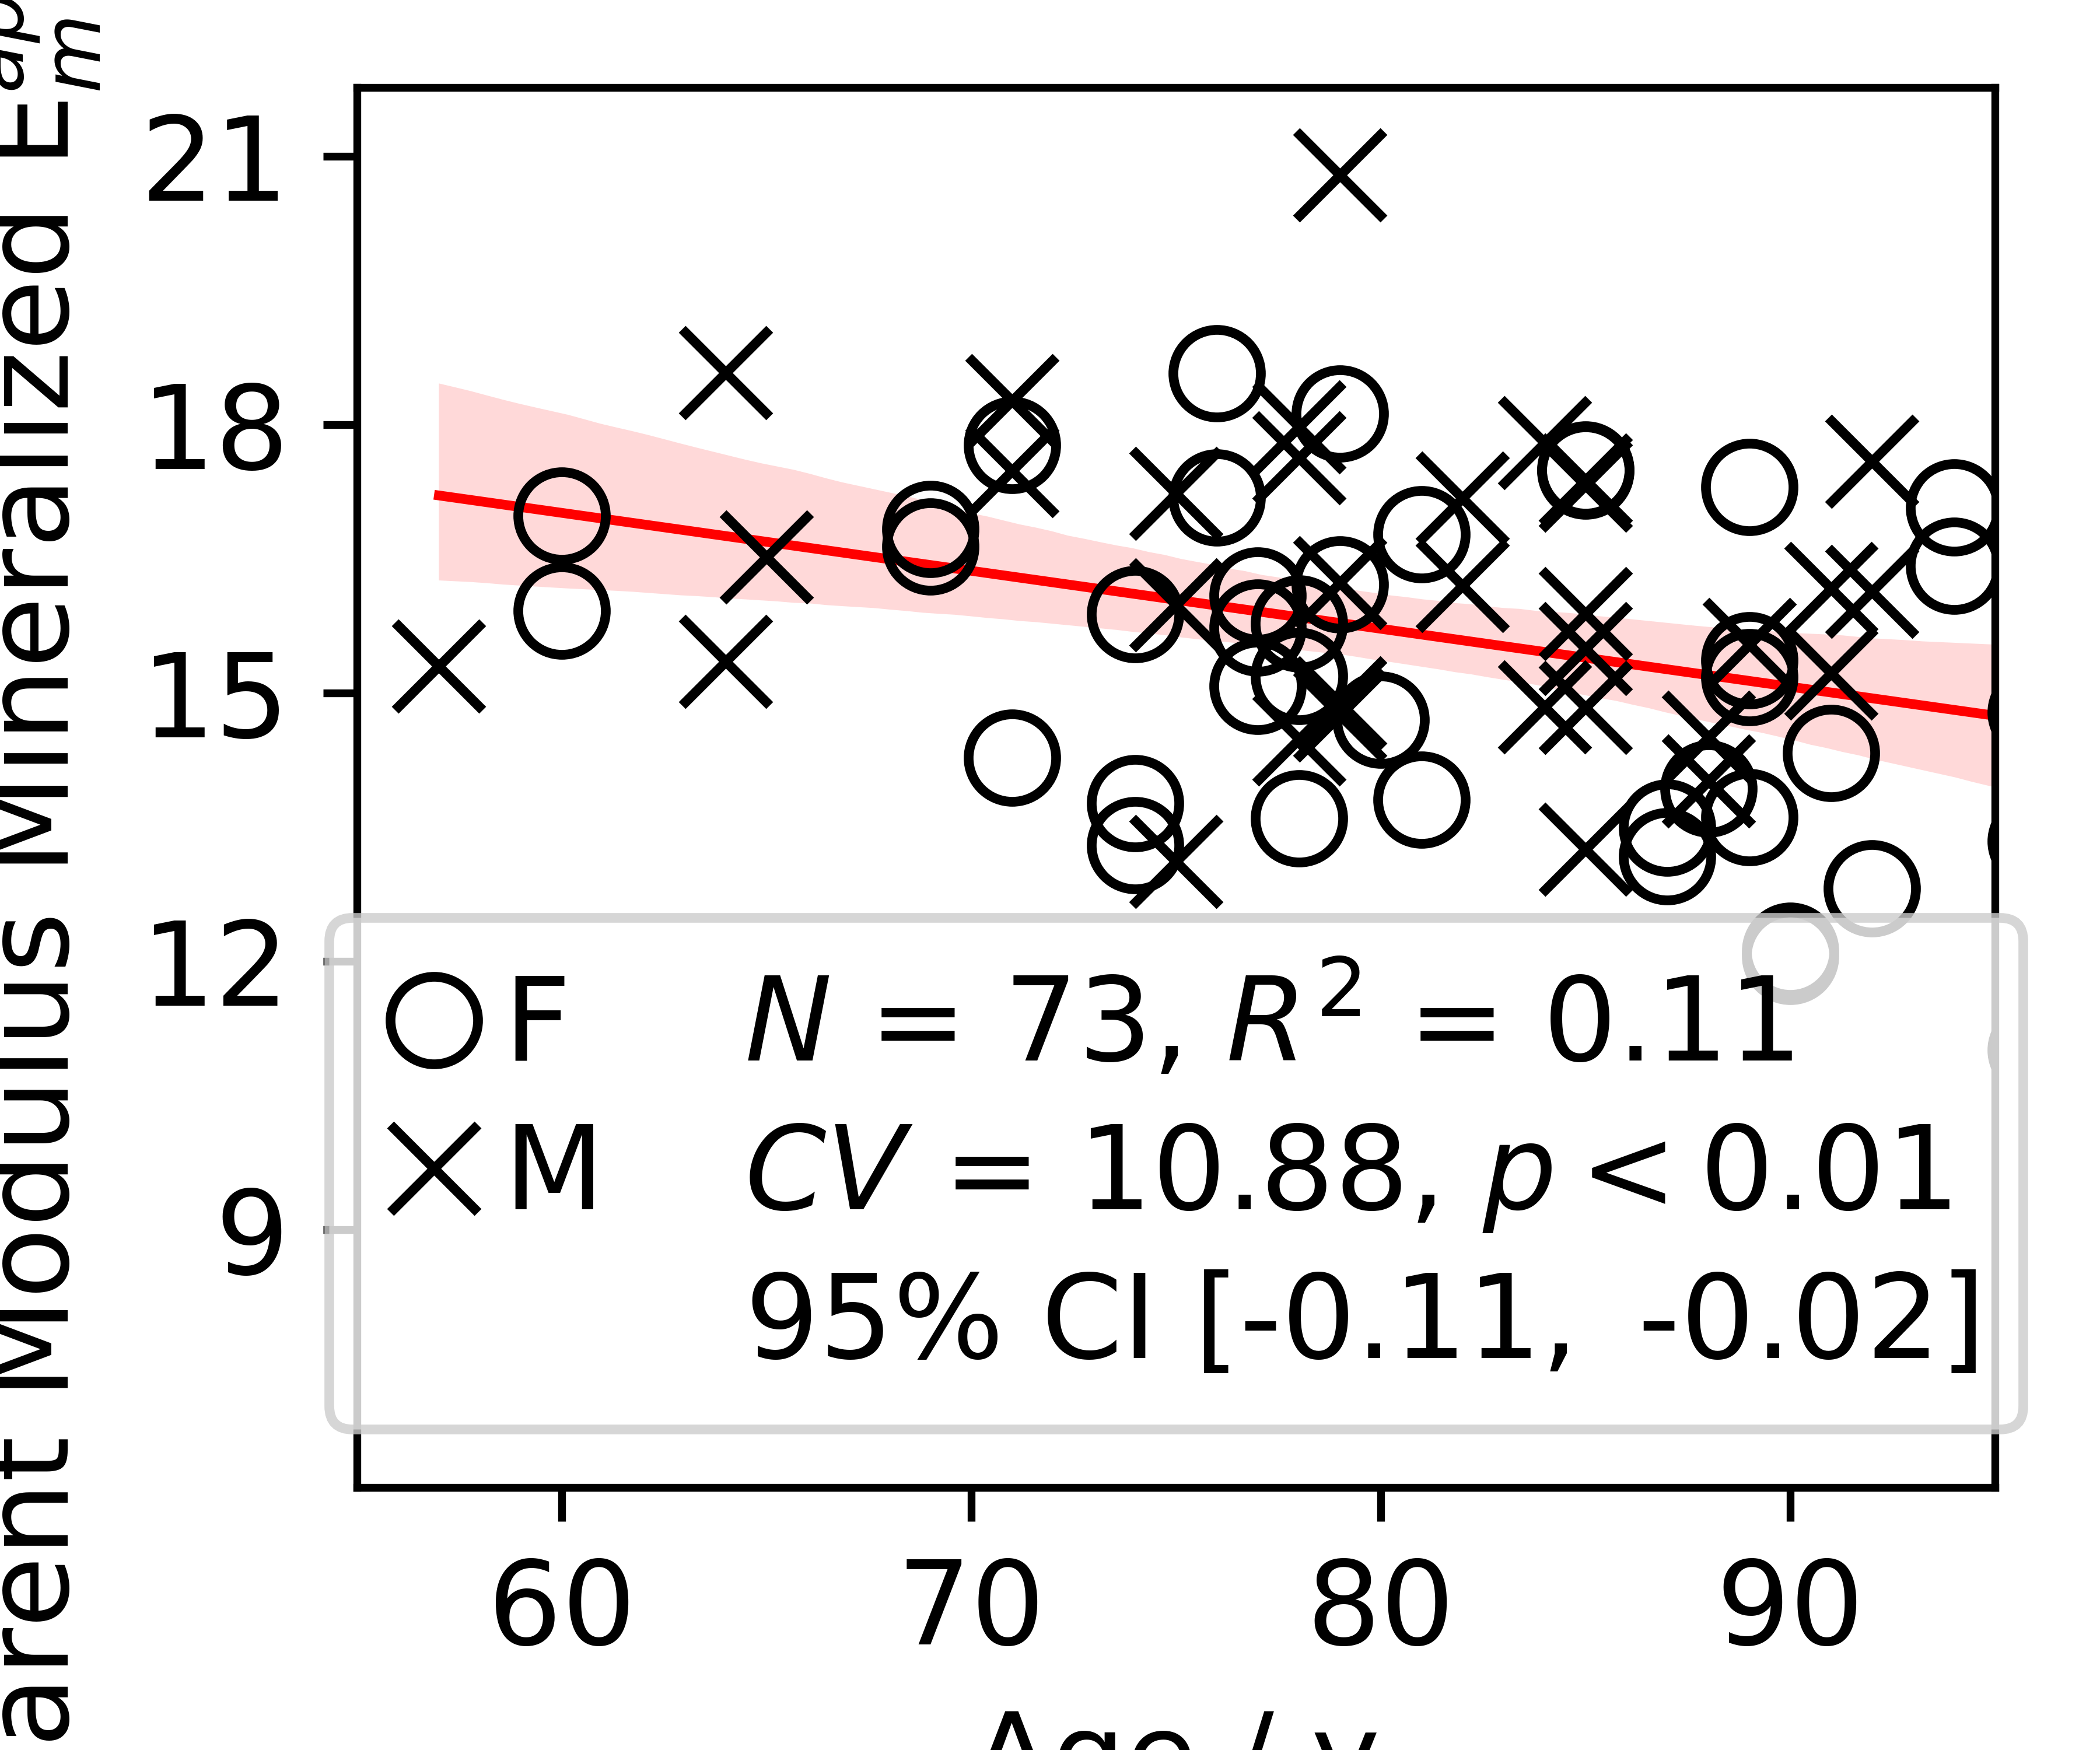 Modulus Mineralized E
21
18
15
12
9
F N = 73, R² = 0.11
M CV = 10.88, p < 0.01
95% CI [-0.11, -0.02]
60 70 80 90